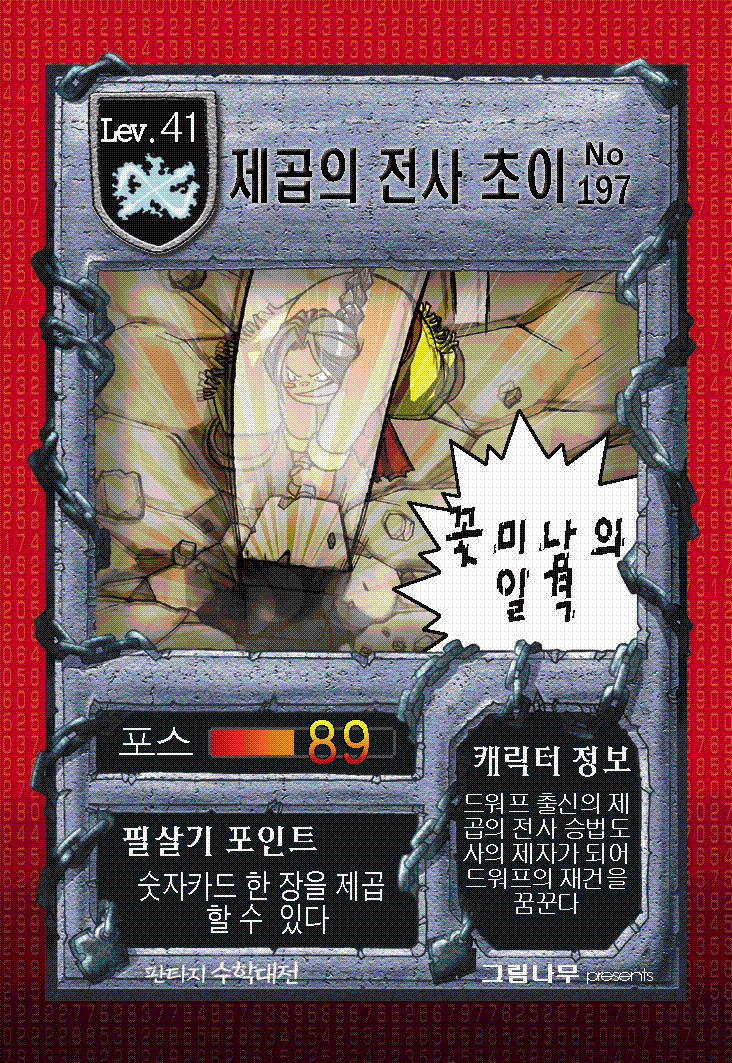 Lev. 41
제곱의 전사 초이
No
197
꽃미남의
일격
포스 89
캐릭터 정보
드워프 출신의 제
곱의 전사 승법도
사의 제자가 되어
드워프의 재건을
꿈꾼다
필살기 포인트
숫자카드 한 장을 제곱
할 수 있다
판타지 수학대전
그림나무 presents